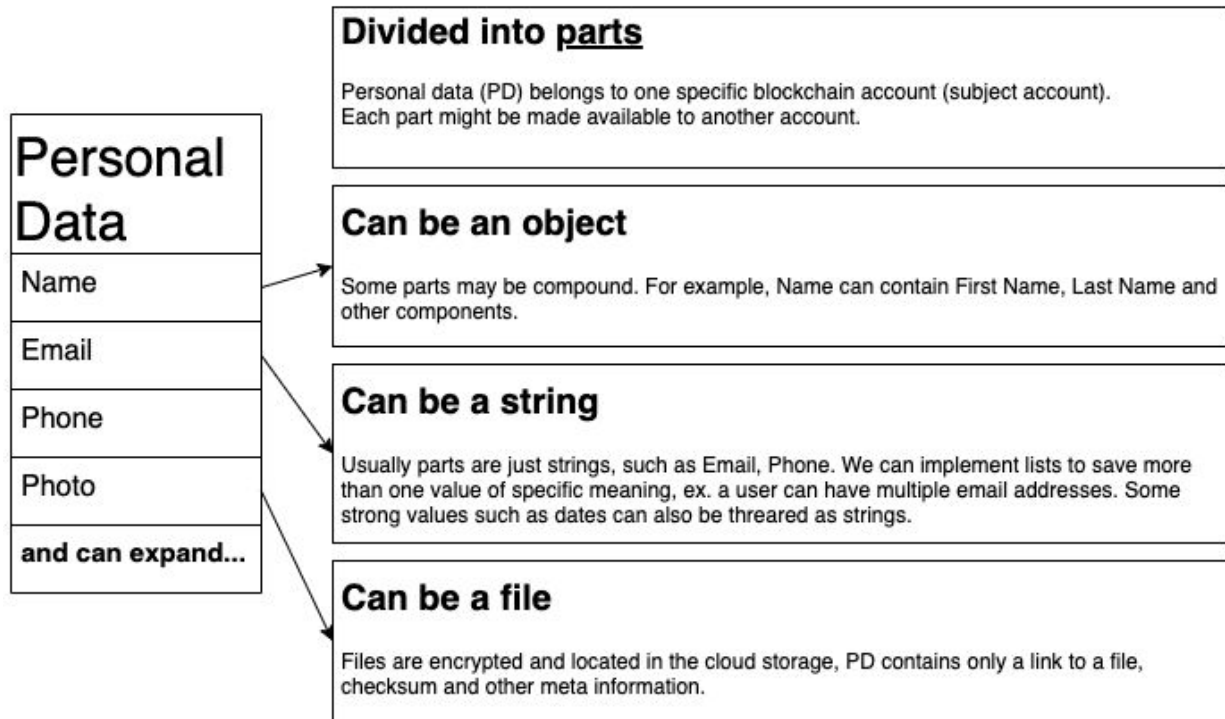 Personal
Data
Name
Email
Phone
Photo
and can expand...
Divided into parts
Personal data (PD) belongs to one specific blockchain account (subject account).
Each part might be made available to another account.
Can be an object
Some parts may be compound. For example, Name can contain First Name, Last Name and
other components.
Can be a string
Usually parts are just strings, such as Email, Phone. We can implement lists to save more
than one value of specific meaning, ex. a user can have multiple email addresses. Some
strong values such as dates can also be threared as strings.
Can be a file
Files are encrypted and located in the cloud storage, PD contains only a link to a file,
checksum and other meta information.